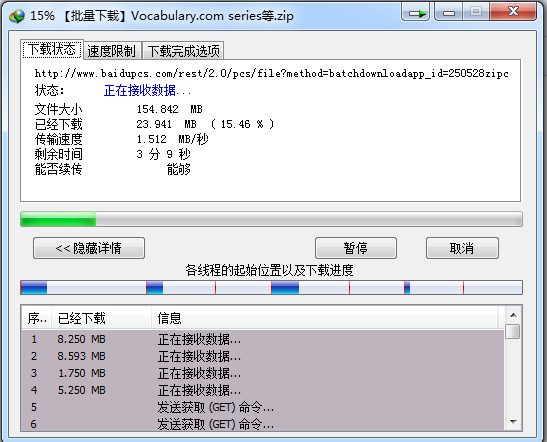 15% 【批量下载】Vocabulary.com series等.zip
下载状态 速度限制 下载完成选项
http://www.baidupcs.com/rest/2.0/pcs/file?method=batchdownloadapp_id=250528zipc
状态: 正在接收数据...
文件大小 154.842 MB
已经下载 23.941 MB ( 15.46 % )
传输速度 1.512 MB/秒
剩余时间 3 分 9 秒
能否续传 能够
<< 隐藏详情 暂停 取消
各线程的起始位置以及下载进度
序.. 已经下载 信息
1 8.250 MB 正在接收数据...
2 8.593 MB 正在接收数据...
3 1.750 MB 正在接收数据...
4 5.250 MB 正在接收数据...
5 发送获取 (GET) 命令...
6 发送获取 (GET) 命令...